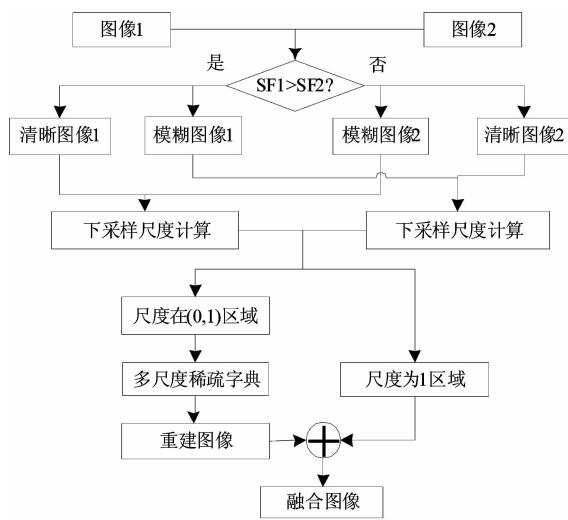 图像1
图像2
是
SF1>SF2?
否
清晰图像1
模糊图像1
模糊图像2
清晰图像2
下采样尺度计算
下采样尺度计算
尺度在(0,1)区域
多尺度稀疏字典
尺度为1区域
重建图像
融合图像